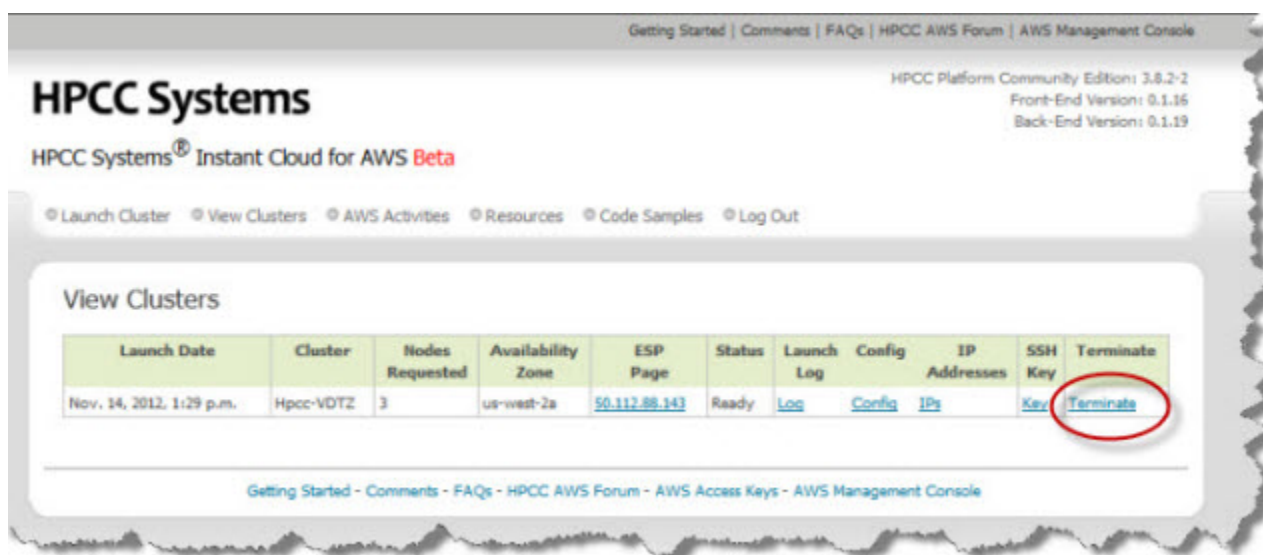 Getting Started | Comments | FAQs | HPCC AWS Forum | AWS Management Console
HPCC Systems
HPCC Platform Community Edition: 3.8.2-2
Front-End Version: 0.1.16
Back-End Version: 0.1.19
HPCC Systems® Instant Cloud for AWS Beta
Launch Cluster View Clusters AWS Activities Resources Code Samples Log Out
View Clusters
Launch Date Cluster Nodes Requested Availability Zone ESP Page Status Launch Log Config IP Addresses SSH Key Terminate
Nov. 14, 2012, 1:29 p.m. Hpcc-VDTZ 3 us-west-2a 50.112.88.143 Ready Log Config IPs Key Terminate
Getting Started - Comments - FAQs - HPCC AWS Forum - AWS Access Keys - AWS Management Console